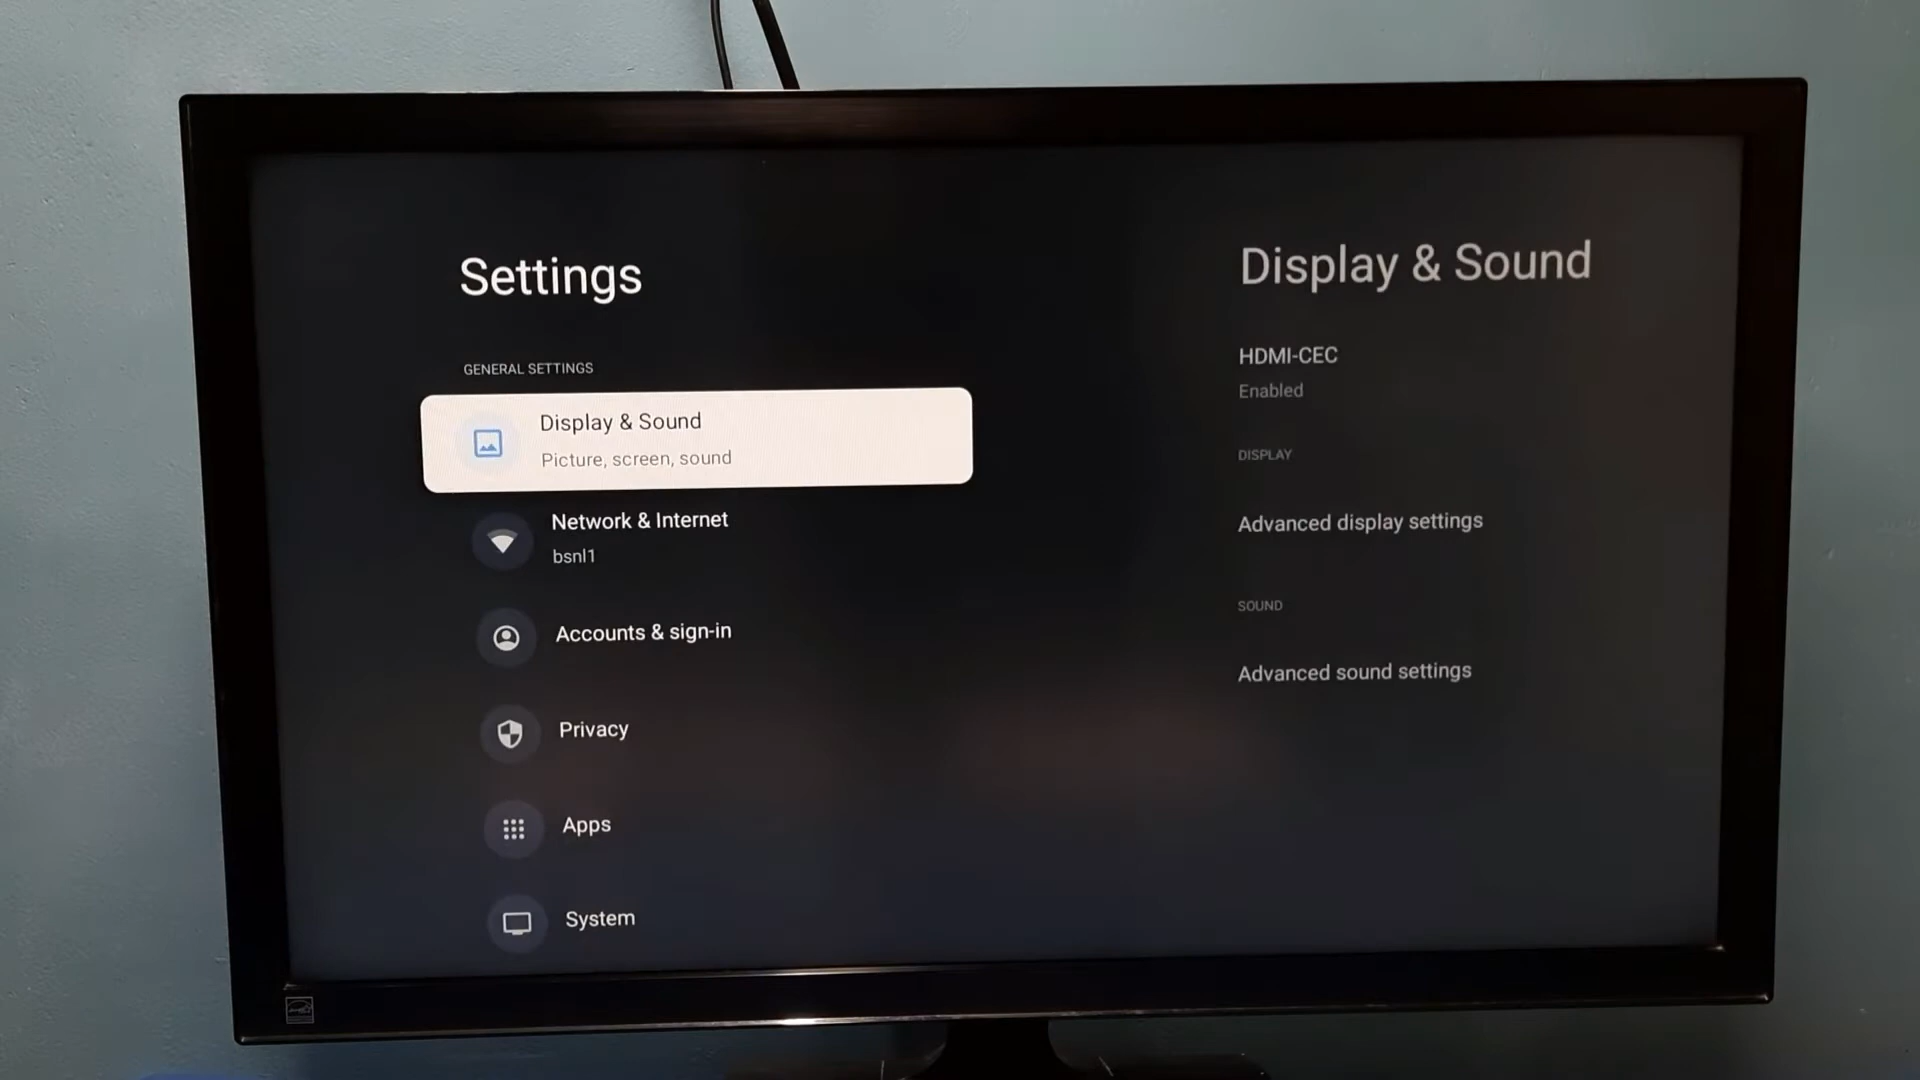 Settings
GENERAL SETTINGS
Display & Sound
Picture, screen, sound
Network & Internet
bsnl1
Accounts & sign-in
Privacy
Apps
System
Display & Sound
HDMI-CEC
Enabled
DISPLAY
Advanced display settings
SOUND
Advanced sound settings